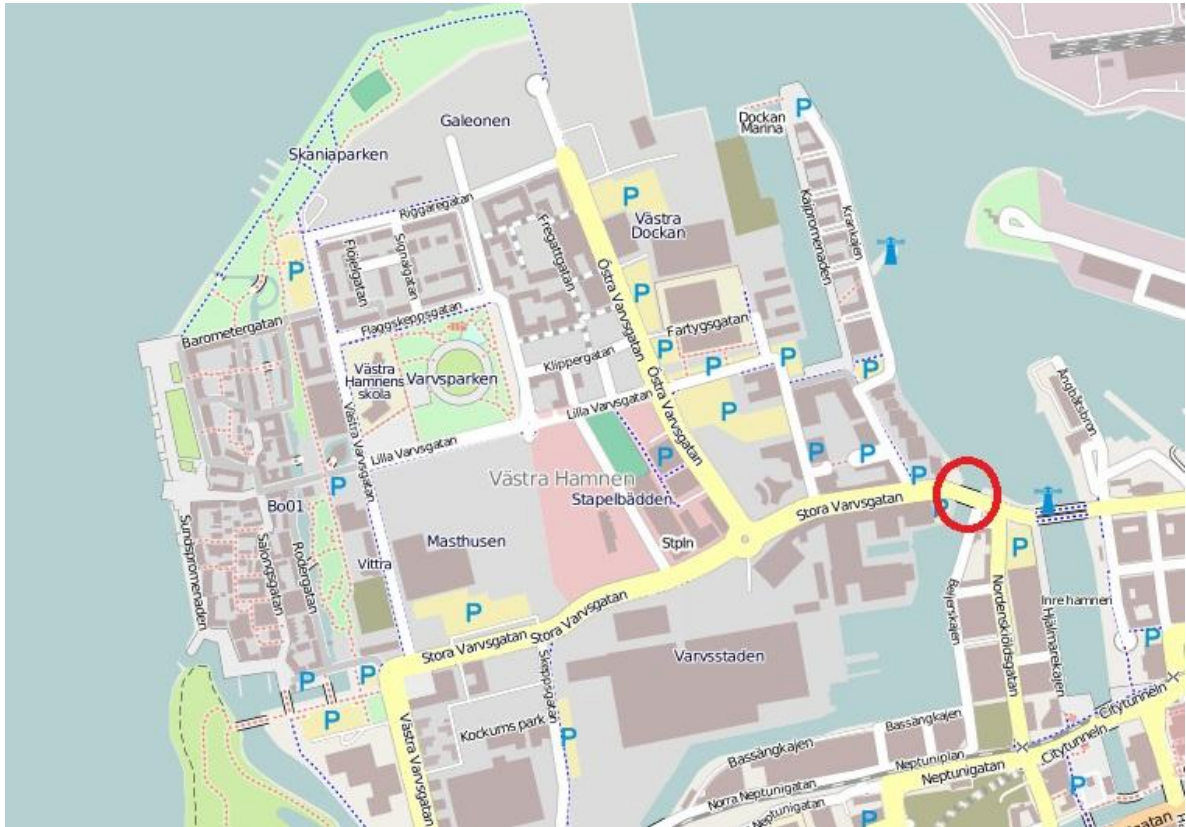 P
Dockan
Marina
Galeonen
Skaniaparken
P
Riggaregatan
Fregattgatan
Västra
Dockan
Kajpromenaden
Krankajen
Flöjelgatan
Signalgatan
Östra Varvsgatan
P
P
Barometergatan
Flaggskeppsgatan
Fartygsgatan
Klippergatan
P
P
P
P
Västra
Hamnens
skola
Varvsparken
Östra Varvsgatan
Ångbåtsbron
Lilla Varvsgatan
P
Västra Varvsgatan
Lilla Varvsgatan
P
P
P
P
Västra Hamnen
P
Stapelbädden
Stora Varvsgatan
P
Bo01
Sundspromenaden
Salongsgatan
Rodergatan
Masthusen
Stpln
P
Vittra
Beijerskajen
Nordenskiöldsgatan
Inre hamnen
Hjälmarekajen
P
P
Stora Varvsgatan
Stora Varvsgatan
Varvsstaden
P
P
Skeppsgatan
Citytunneln
P
Västra Varvsgatan
Kockums park
P
Bassängkajen
Bassängkajen
Neptuniplan
Citytunneln
Neptunigatan
Norra Neptunigatan
P
P